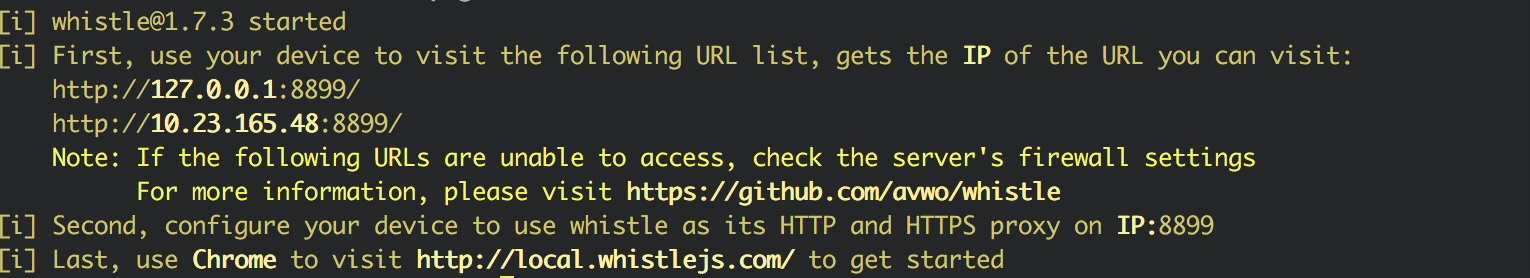 [i] whistle@1.7.3 started
[i] First, use your device to visit the following URL list, gets the IP of the URL you can visit:
http://127.0.0.1:8899/
http://10.23.165.48:8899/
Note: If the following URLs are unable to access, check the server's firewall settings
For more information, please visit https://github.com/avwo/whistle
[i] Second, configure your device to use whistle as its HTTP and HTTPS proxy on IP:8899
[i] Last, use Chrome to visit http://local.whistlejs.com/ to get started